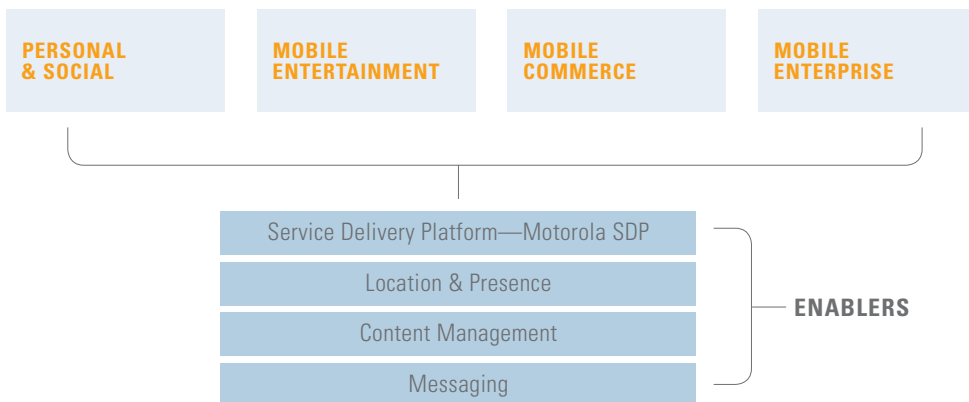 PERSONAL
& SOCIAL
MOBILE
ENTERTAINMENT
MOBILE
COMMERCE
MOBILE
ENTERPRISE
Service Delivery Platform—Motorola SDP
Location & Presence
Content Management
Messaging
ENABLERS